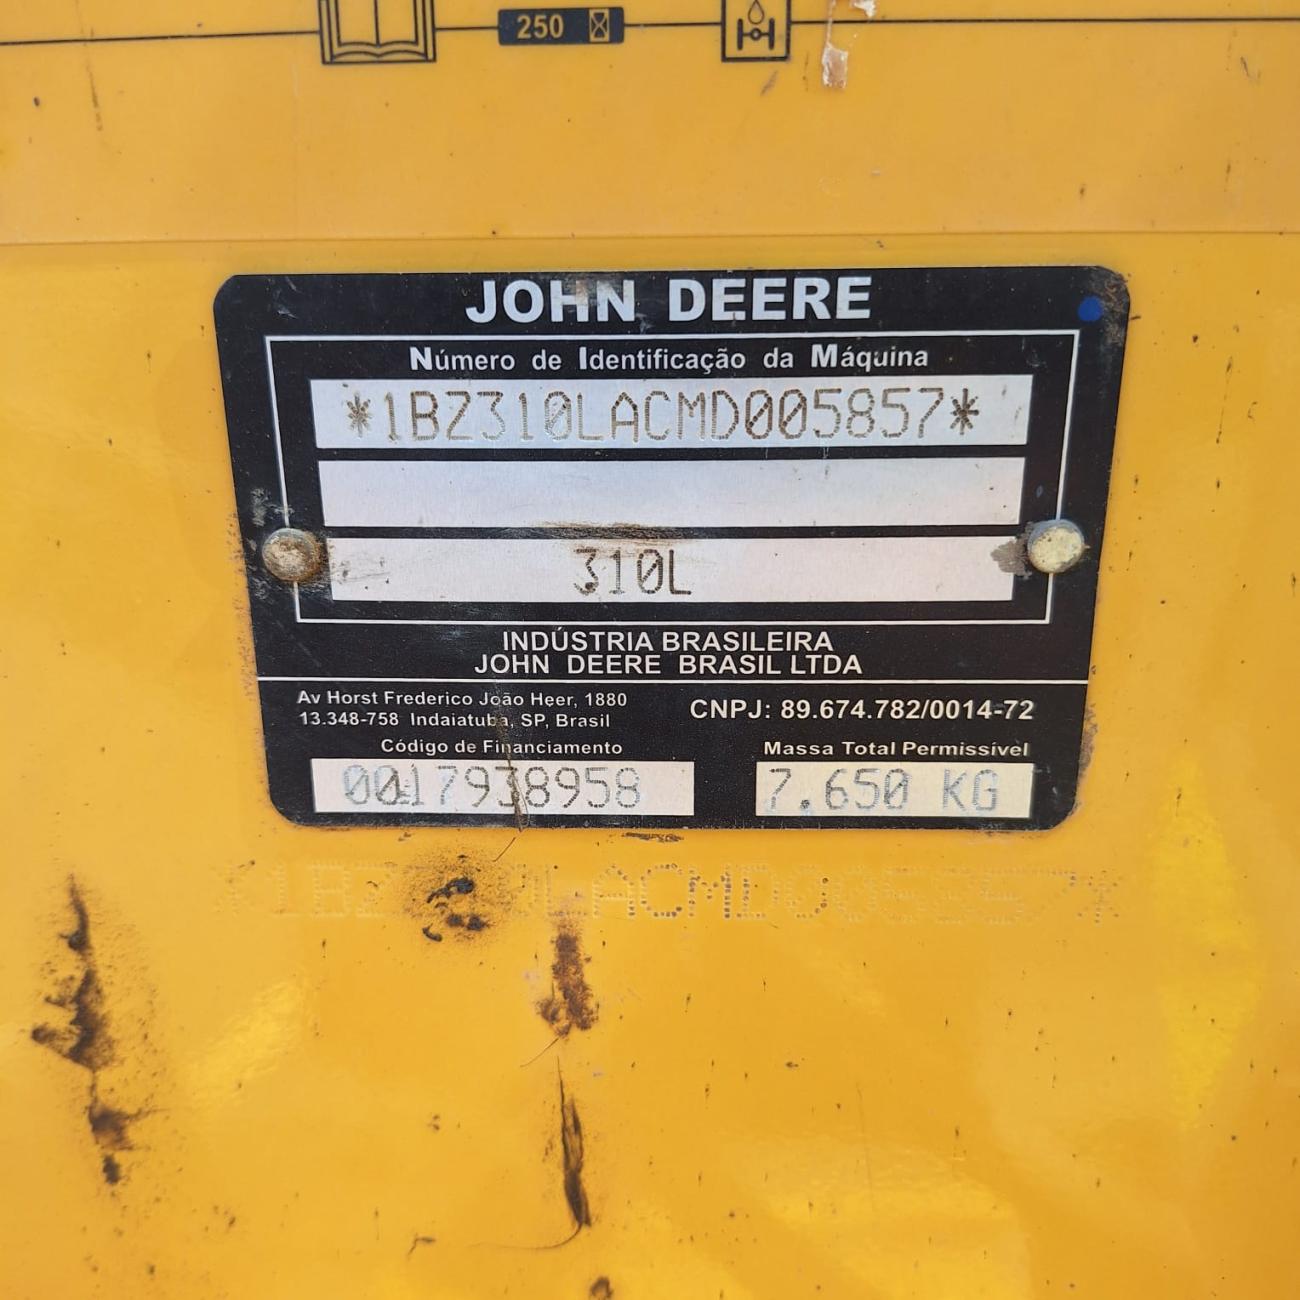 250
JOHN DEERE
Número de Identificação da Máquina
*1BZ310LACMD005857*
310L
INDÚSTRIA BRASILEIRA
JOHN DEERE BRASIL LTDA
Av Horst Frederico João Heer, 1880
13.348-758 Indaiatuba, SP, Brasil
CNPJ: 89.674.782/0014-72
Código de Financiamento
0017938958
Massa Total Permissível
7.650 KG